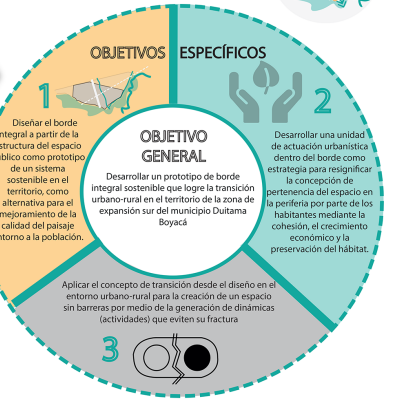 OBJETIVOS ESPECÍFICOS
1
Diseñar el borde
integral a partir de la
estructura del espacio
público como prototipo
de un sistema
sostenible en el
territorio, como
alternativa para el
mejoramiento de la
calidad del paisaje
entorno a la población.
OBJETIVO
GENERAL
Desarrollar un prototipo de borde
integral sostenible que logre la transición
urbano-rural en el territorio de la zona de
expansión sur del municipio Duitama
Boyacá
2
Desarrollar una unidad
de actuación urbanística
dentro del borde como
estrategia para resignificar
la concepción de
pertenencia del espacio en
la periferia por parte de los
habitantes mediante la
cohesión, el crecimiento
económico y la
preservación del hábitat.
Aplicar el concepto de transición desde el diseño en el
entorno urbano-rural para la creación de un espacio
sin barreras por medio de la generación de dinámicas
(actividades) que eviten su fractura
3